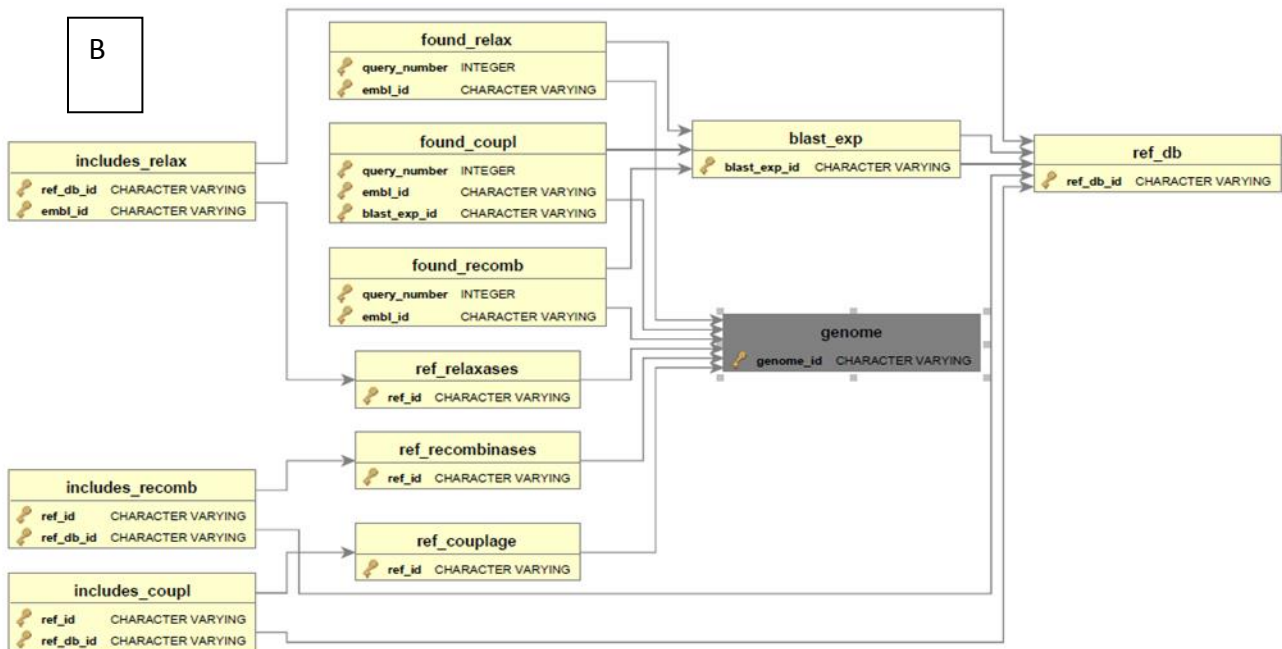 B
found_relax
query_number INTEGER
embl_id CHARACTER VARYING
found_coupl
query_number INTEGER
embl_id CHARACTER VARYING
blast_exp_id CHARACTER VARYING
found_recomb
query_number INTEGER
embl_id CHARACTER VARYING
includes_relax
ref_db_id CHARACTER VARYING
embl_id CHARACTER VARYING
blast_exp
blast_exp_id CHARACTER VARYING
ref_db
ref_db_id CHARACTER VARYING
genome
genome_id CHARACTER VARYING
ref_relaxases
ref_id CHARACTER VARYING
ref_recombinases
ref_id CHARACTER VARYING
ref_couplage
ref_id CHARACTER VARYING
includes_recomb
ref_id CHARACTER VARYING
ref_db_id CHARACTER VARYING
includes_coupl
ref_id CHARACTER VARYING
ref_db_id CHARACTER VARYING